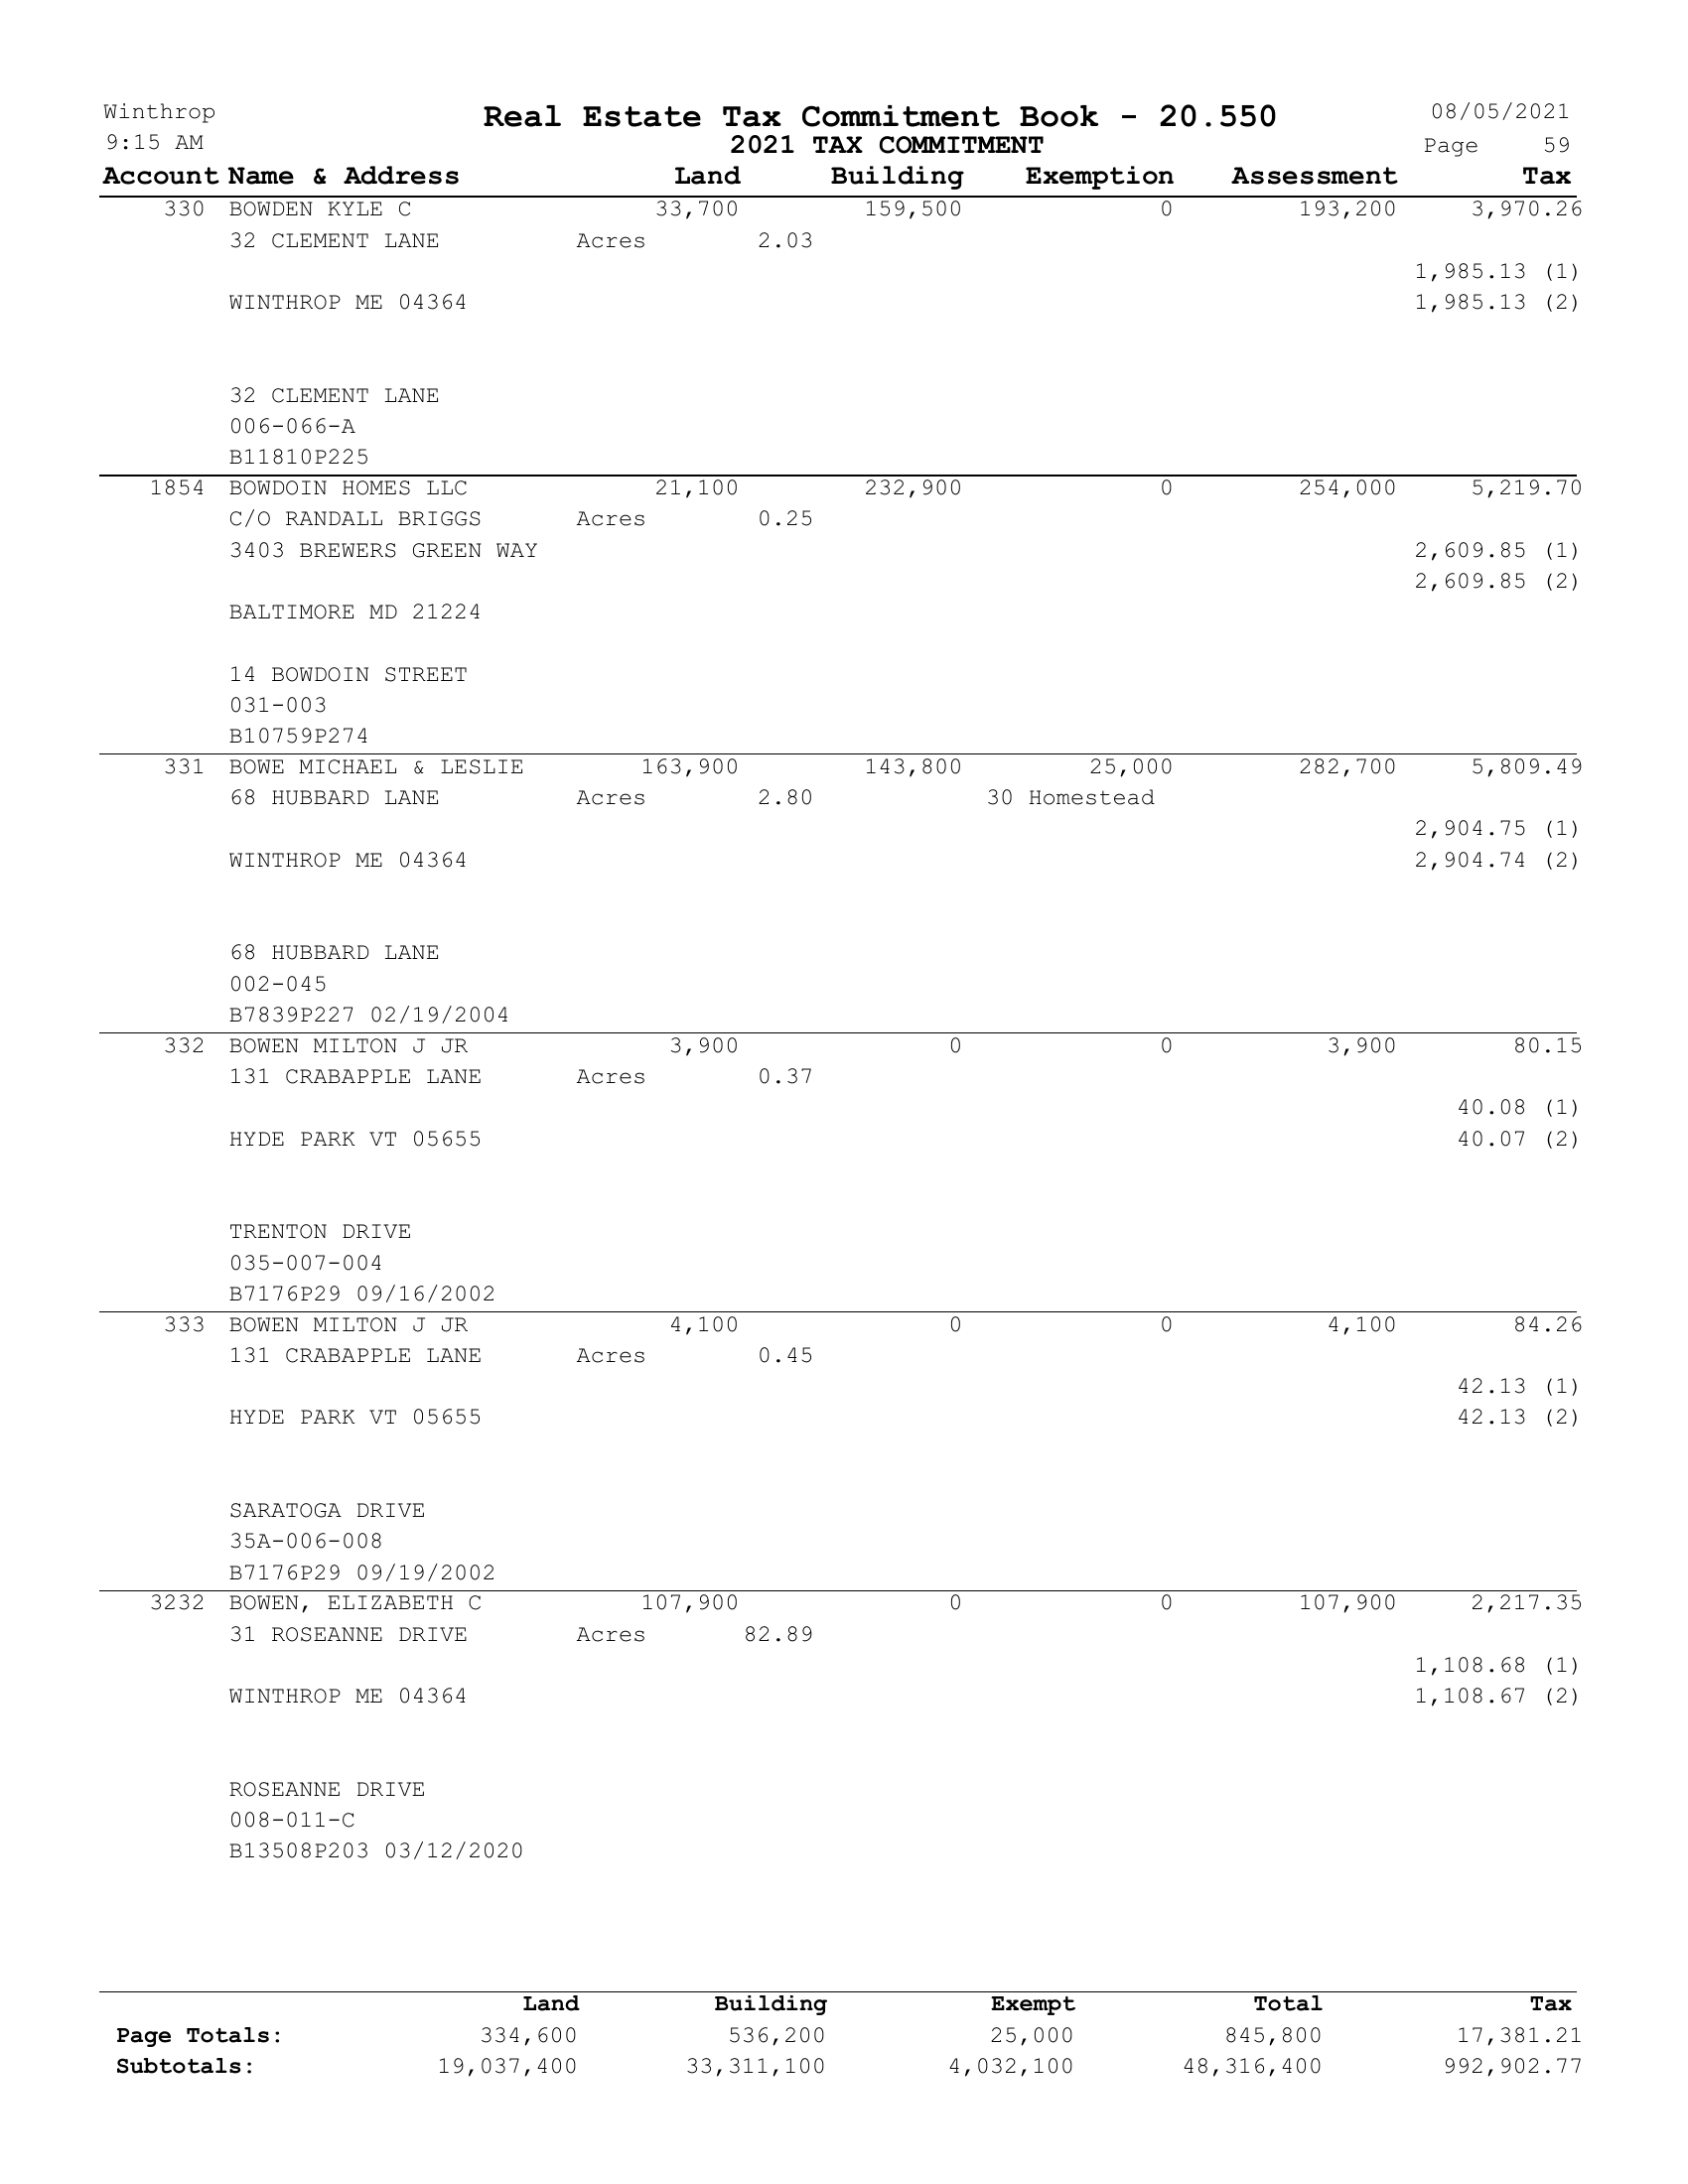 Winthrop Real Estate Tax Commitment Book - 20.550 08/05/2021
9:15 AM 2021 TAX COMMITMENT Page 59
Account Name & Address Land Building Exemption Assessment Tax
330 BOWDEN KYLE C 33,700 159,500 0 193,200 3,970.26
32 CLEMENT LANE Acres 2.03
1,985.13 (1)
WINTHROP ME 04364 1,985.13 (2)
32 CLEMENT LANE
006-066-A
B11810P225
1854 BOWDOIN HOMES LLC 21,100 232,900 0 254,000 5,219.70
C/O RANDALL BRIGGS Acres 0.25
3403 BREWERS GREEN WAY 2,609.85 (1)
2,609.85 (2)
BALTIMORE MD 21224
14 BOWDOIN STREET
031-003
B10759P274
331 BOWE MICHAEL & LESLIE 163,900 143,800 25,000 282,700 5,809.49
68 HUBBARD LANE Acres 2.80 30 Homestead
2,904.75 (1)
WINTHROP ME 04364 2,904.74 (2)
68 HUBBARD LANE
002-045
B7839P227 02/19/2004
332 BOWEN MILTON J JR 3,900 0 0 3,900 80.15
131 CRABAPPLE LANE Acres 0.37
40.08 (1)
HYDE PARK VT 05655 40.07 (2)
TRENTON DRIVE
035-007-004
B7176P29 09/16/2002
333 BOWEN MILTON J JR 4,100 0 0 4,100 84.26
131 CRABAPPLE LANE Acres 0.45
42.13 (1)
HYDE PARK VT 05655 42.13 (2)
SARATOGA DRIVE
35A-006-008
B7176P29 09/19/2002
3232 BOWEN, ELIZABETH C 107,900 0 0 107,900 2,217.35
31 ROSEANNE DRIVE Acres 82.89
1,108.68 (1)
WINTHROP ME 04364 1,108.67 (2)
ROSEANNE DRIVE
008-011-C
B13508P203 03/12/2020
Land Building Exempt Total Tax
Page Totals: 334,600 536,200 25,000 845,800 17,381.21
Subtotals: 19,037,400 33,311,100 4,032,100 48,316,400 992,902.77